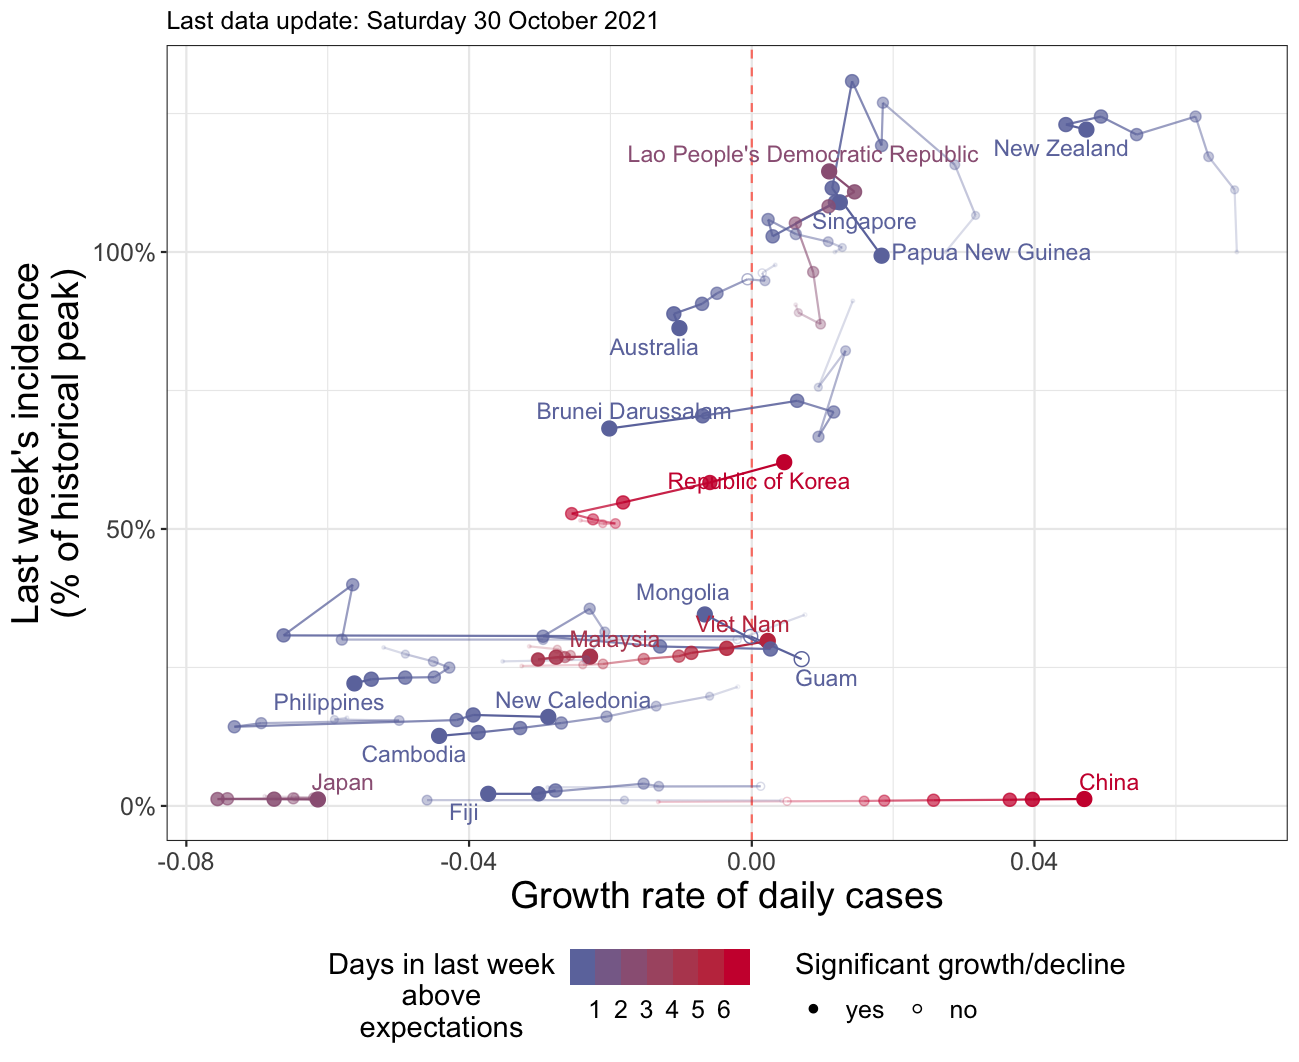 Last data update: Saturday 30 October 2021
Last week's incidence
(% of historical peak)
100%
50%
0%
Lao People's Democratic Republic
New Zealand
Singapore
Papua New Guinea
Australia
Brunei Darussalam
Republic of Korea
Mongolia
Viet Nam
Malaysia
Guam
Philippines
New Caledonia
Cambodia
Japan
China
Fiji
-0.08 -0.04 0.00 0.04
Growth rate of daily cases
Days in last week
above
expectations
1 2 3 4 5 6
Significant growth/decline
yes no